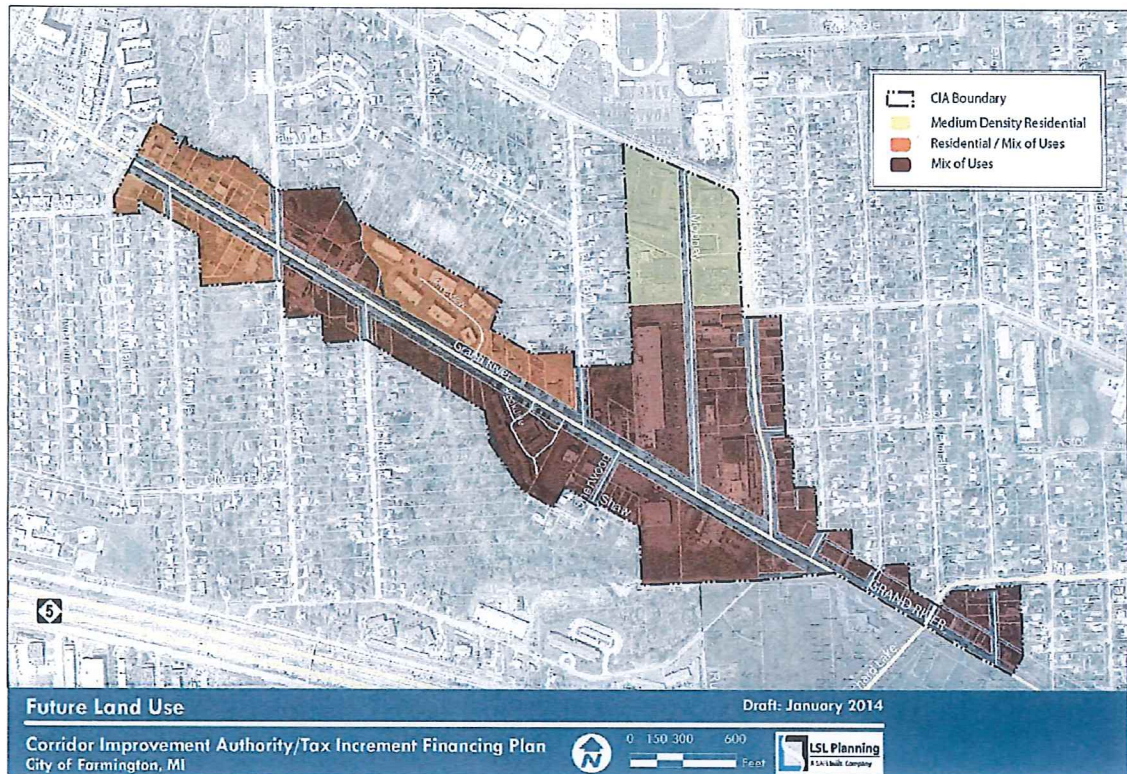 CIA Boundary
Medium Density Residential
Residential / Mix of Uses
Mix of Uses
Grand River
Sherwood
Shaw
GRAND RIVER
Astor
5
Future Land Use
Draft: January 2014
Corridor Improvement Authority/Tax Increment Financing Plan
City of Farmington, MI
N
0 150 300 600
Feet
LSL Planning